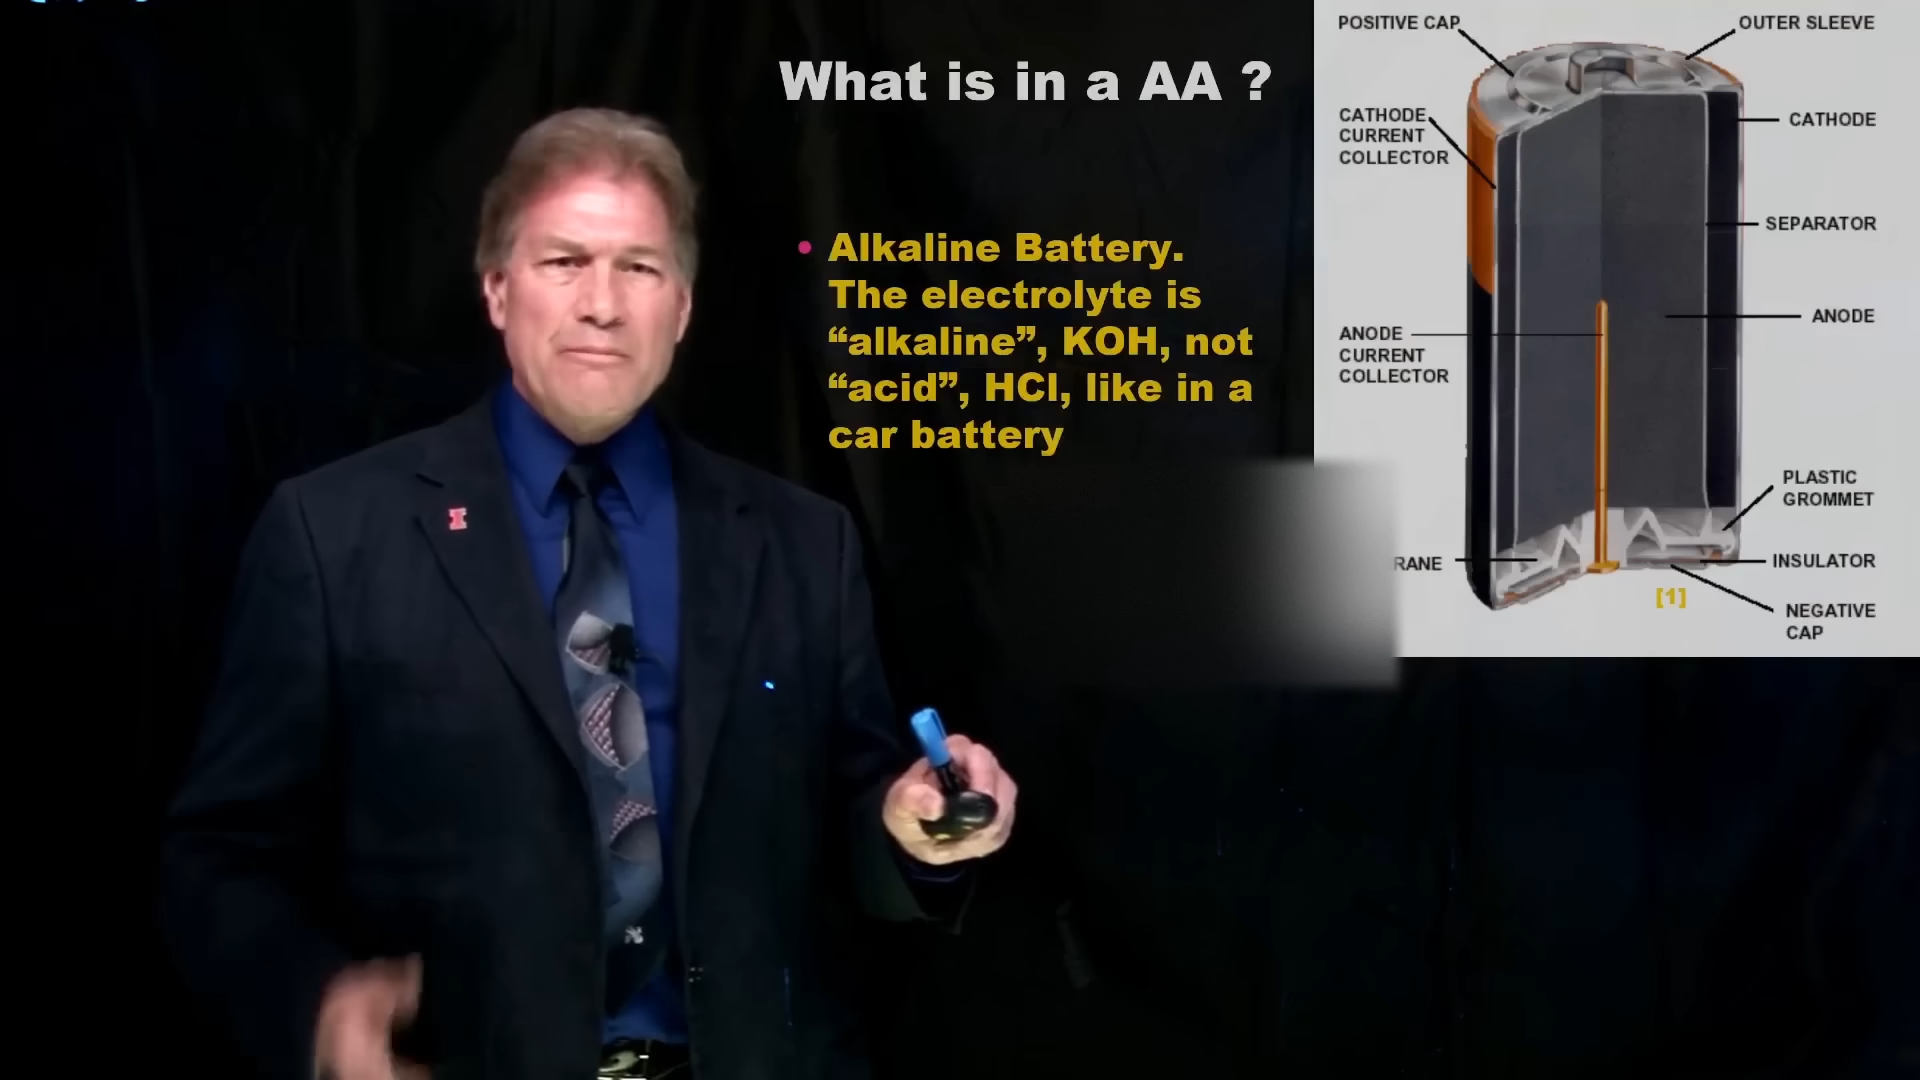 What is in a AA ?
• Alkaline Battery.
The electrolyte is
“alkaline”, KOH, not
“acid”, HCl, like in a
car battery
POSITIVE CAP
OUTER SLEEVE
CATHODE
CURRENT
COLLECTOR
CATHODE
SEPARATOR
ANODE
ANODE
CURRENT
COLLECTOR
PLASTIC
GROMMET
RANE
INSULATOR
[1]
NEGATIVE
CAP